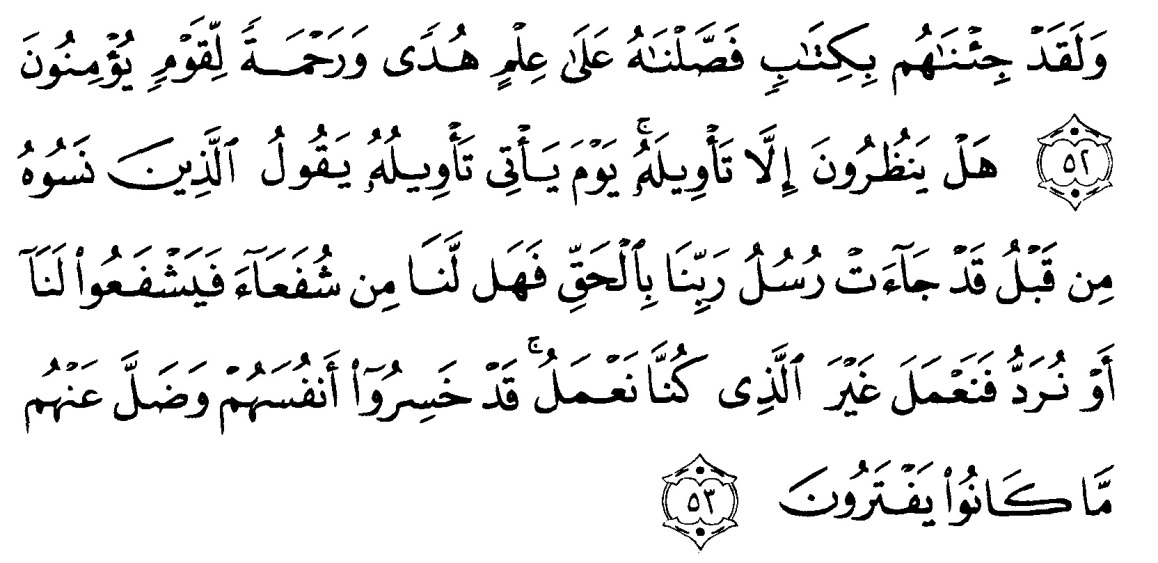 وَلَقَدْ جِئْنَٰهُم بِكِتَٰبٍ فَصَّلْنَٰهُ عَلَىٰ عِلْمٍ هُدًى وَرَحْمَةً لِّقَوْمٍ يُؤْمِنُونَ
٥٢ هَلْ يَنظُرُونَ إِلَّا تَأْوِيلَهُۥ ۚ يَوْمَ يَأْتِى تَأْوِيلُهُۥ يَقُولُ ٱلَّذِينَ نَسُوهُ
مِن قَبْلُ قَدْ جَآءَتْ رُسُلُ رَبِّنَا بِٱلْحَقِّ فَهَل لَّنَا مِن شُفَعَآءَ فَيَشْفَعُوا۟ لَنَآ
أَوْ نُرَدُّ فَنَعْمَلَ غَيْرَ ٱلَّذِى كُنَّا نَعْمَلُ ۚ قَدْ خَسِرُوٓا۟ أَنفُسَهُمْ وَضَلَّ عَنْهُم
مَّا كَانُوا۟ يَفْتَرُونَ ٥٣